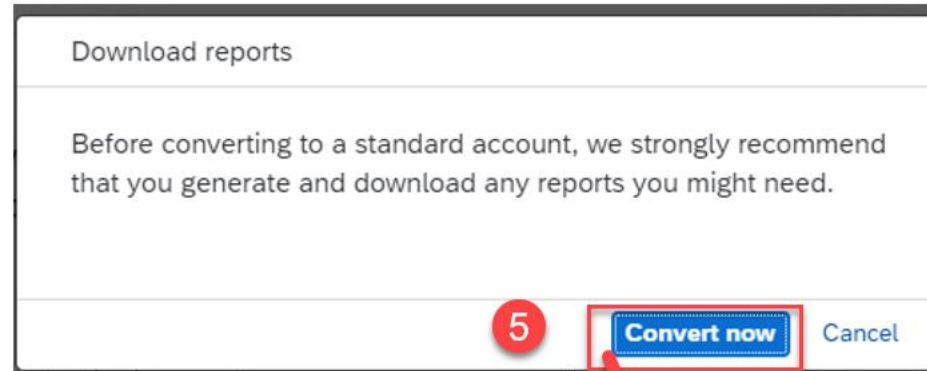 Download reports
Before converting to a standard account, we strongly recommend
that you generate and download any reports you might need.
5 Convert now Cancel